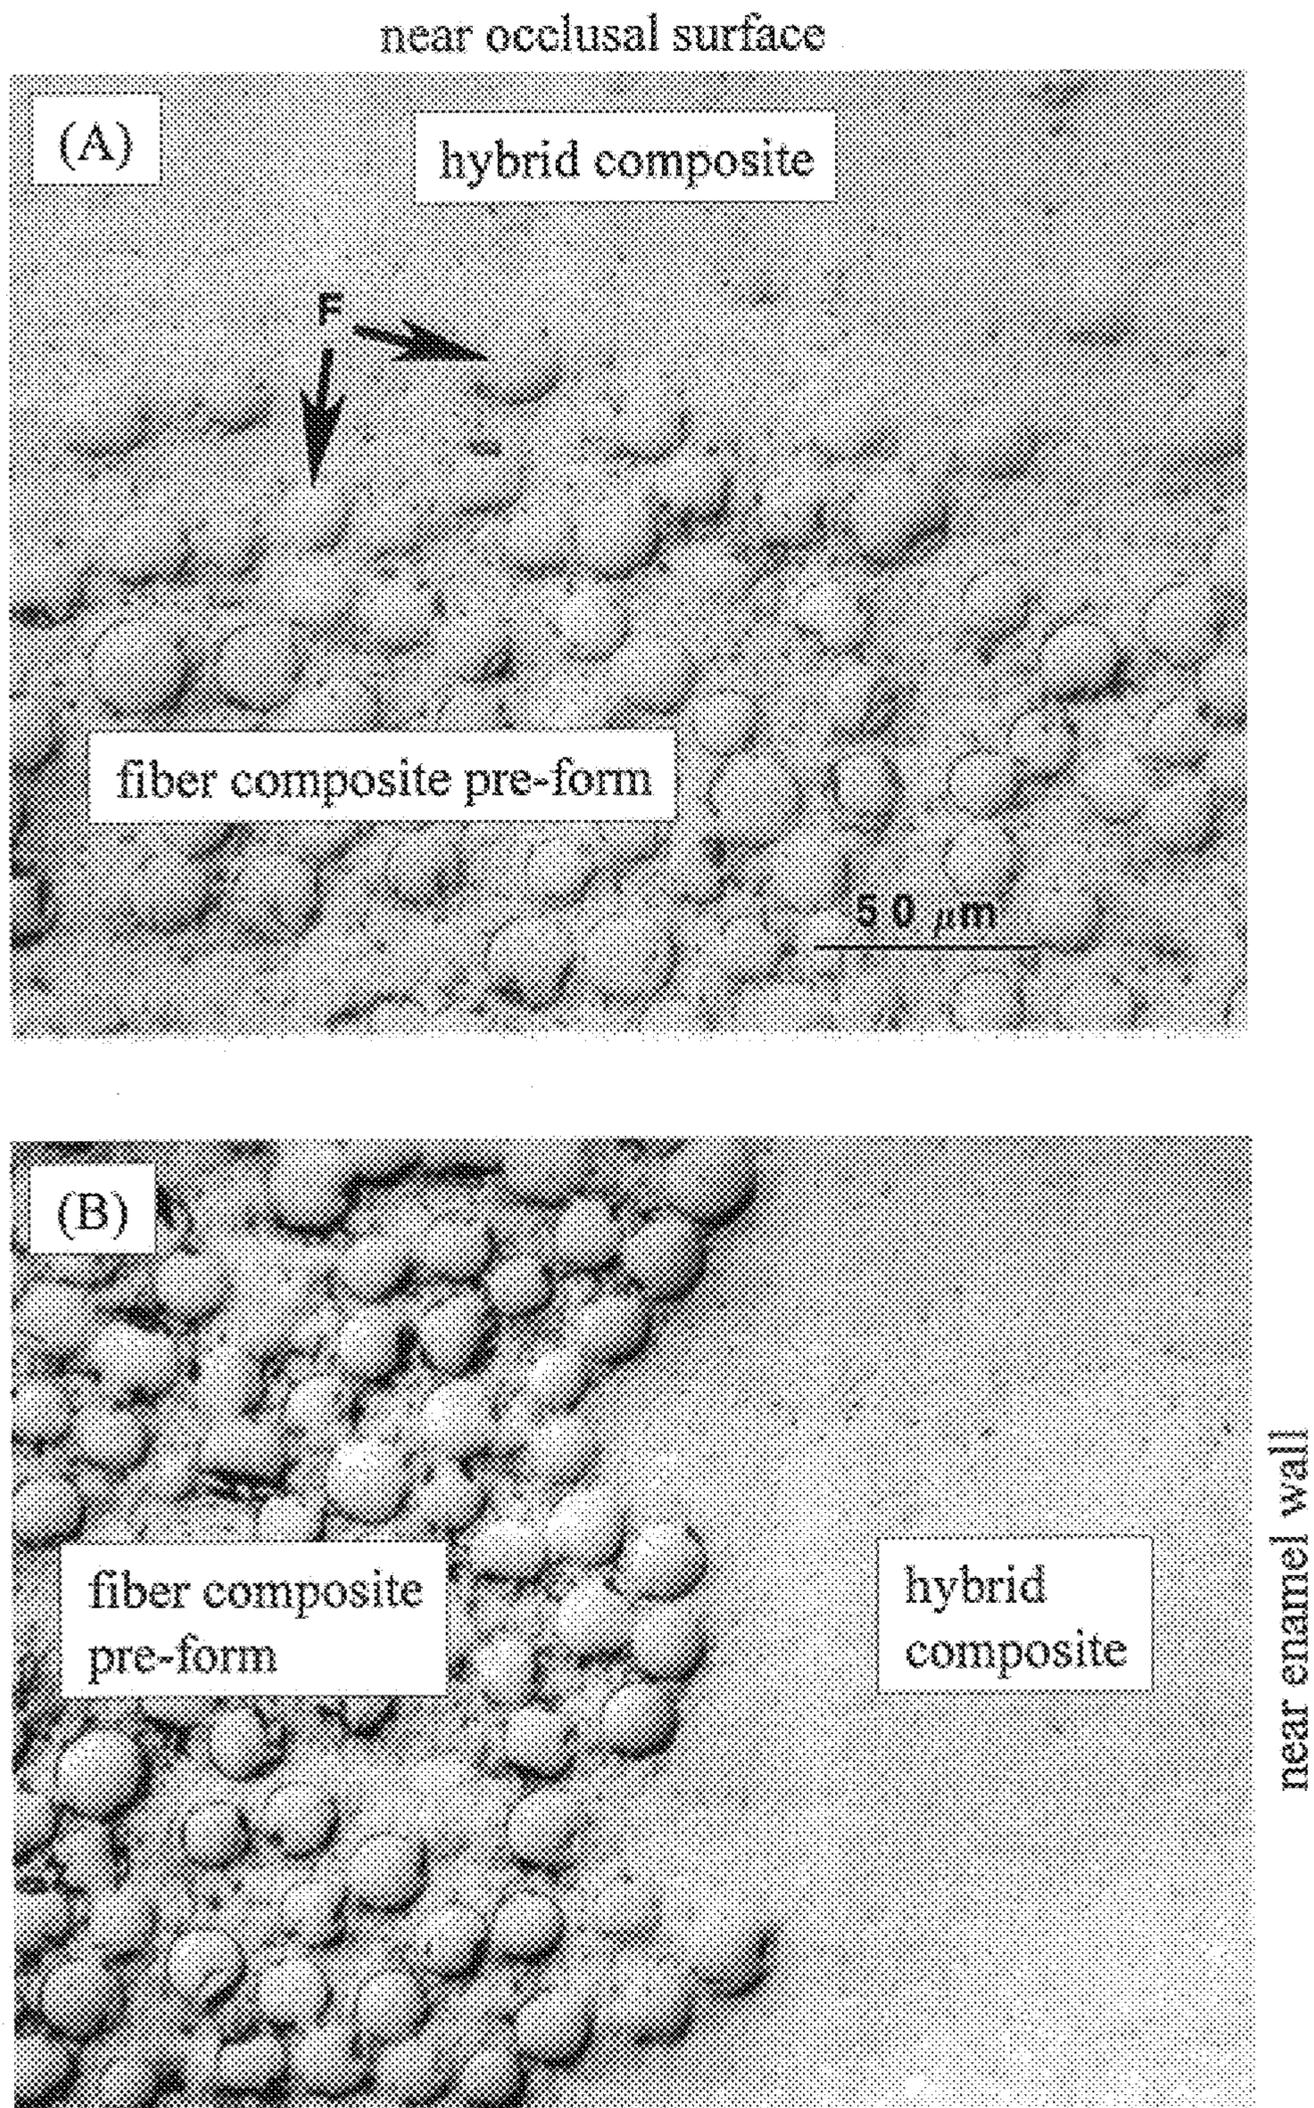 near occlusal surface
(A)
hybrid composite
F
fiber composite pre-form
50 μm
(B)
fiber composite
pre-form
hybrid
composite
near enamel wall